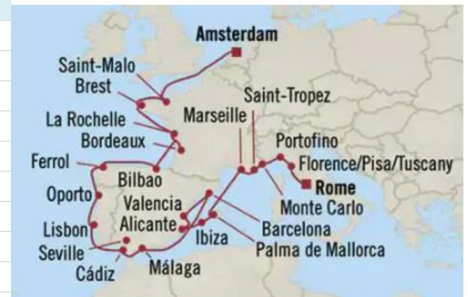 Amsterdam
Saint-Malo
Brest
Saint-Tropez
La Rochelle
Marseille
Bordeaux
Portofino
Ferrol
Florence/Pisa/Tuscany
Bilbao
Rome
Oporto
Valencia
Monte Carlo
Alicante
Barcelona
Lisbon
Ibiza
Palma de Mallorca
Seville
Cádiz
Málaga